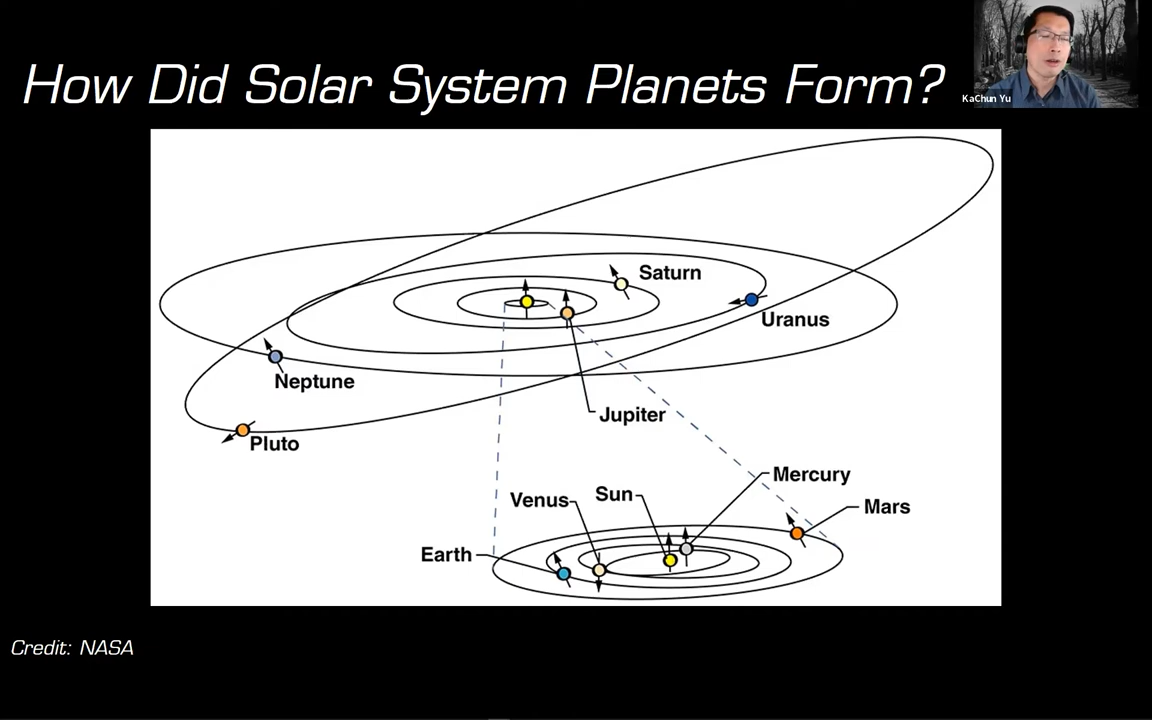 How Did Solar System Planets Form?
KaChun Yu
Saturn
Uranus
Neptune
Jupiter
Pluto
Mercury
Venus
Sun
Mars
Earth
Credit: NASA